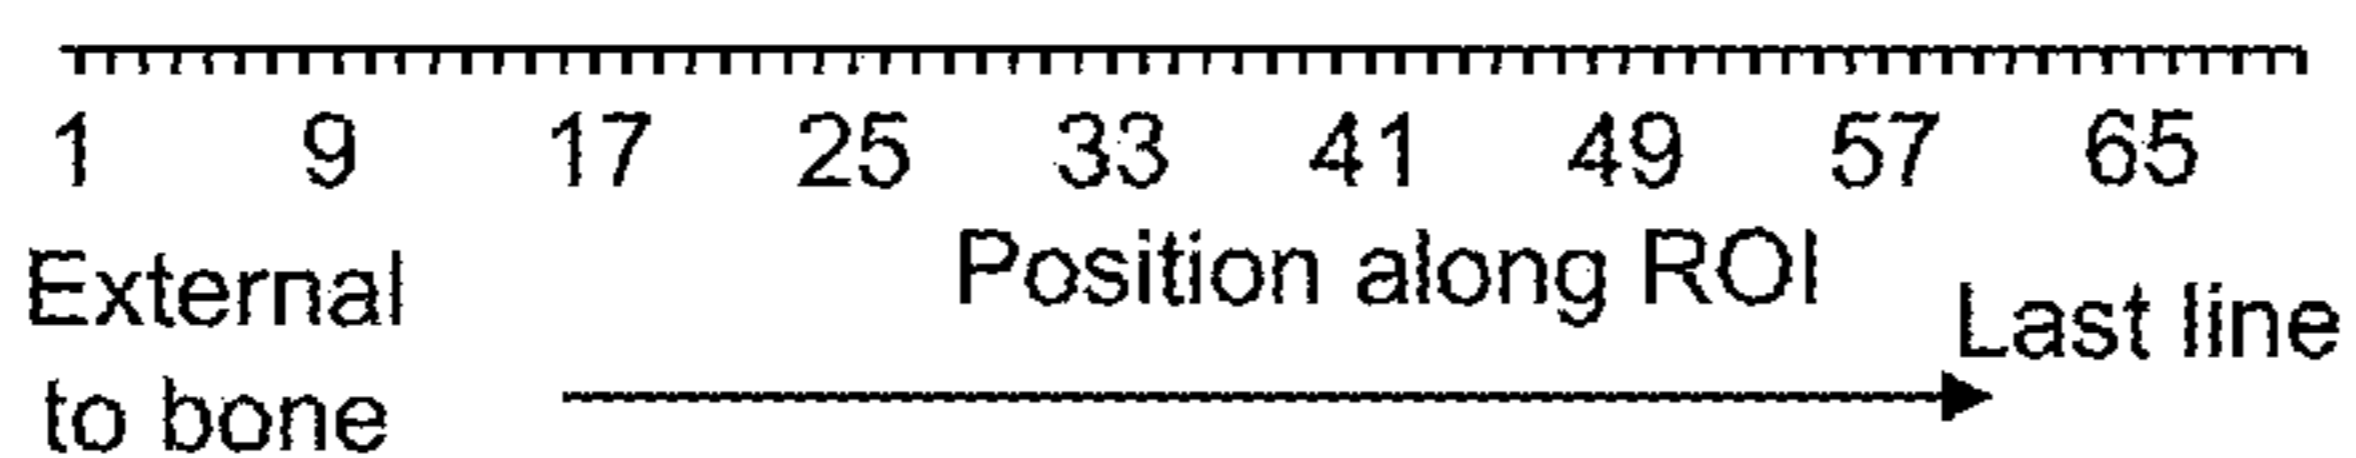 1 9 17 25 33 41 49 57 65
Position along ROI
External
to bone
Last line